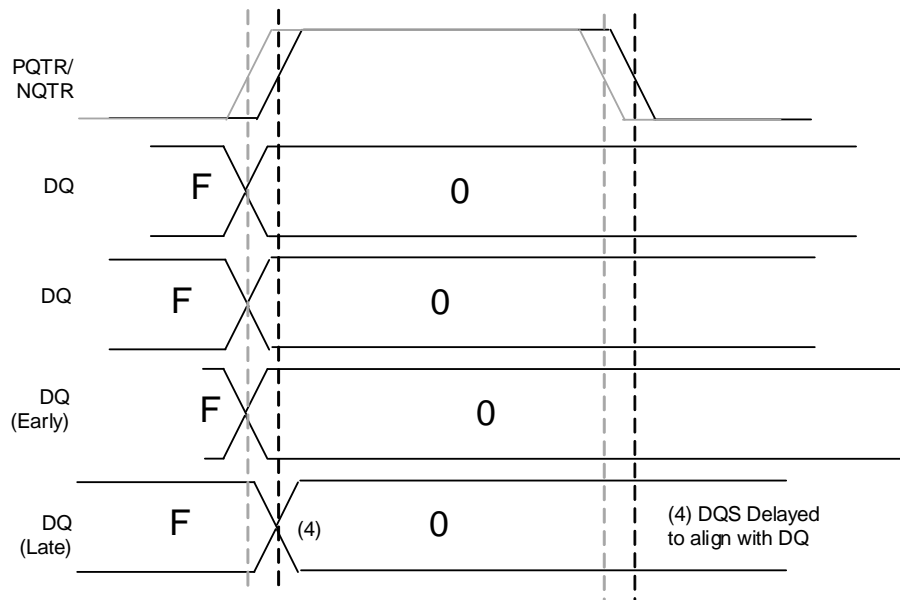 PQTR/
NQTR
DQ
F
0
DQ
F
0
DQ
(Early)
F
0
DQ
(Late)
F
(4)
0
(4) DQS Delayed
to align with DQ